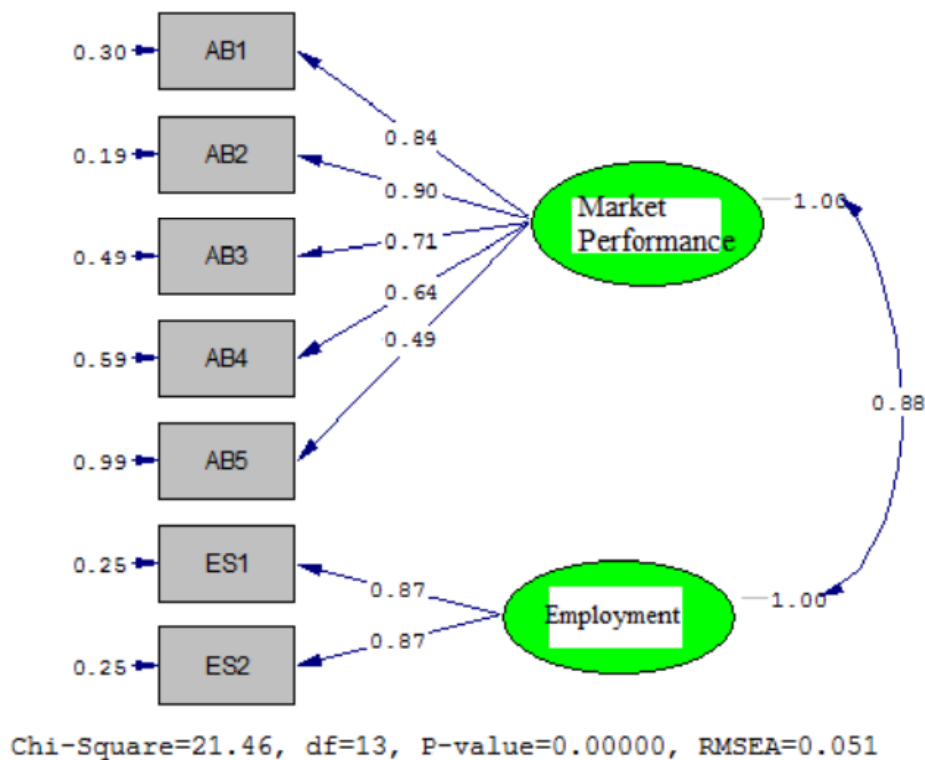 0.30 AB1
0.84
0.19 AB2
0.90
Market
Performance
1.00
0.49 AB3
0.71
0.64
0.59 AB4
0.49
0.88
0.99 AB5
0.25 ES1
0.87
Employment
1.00
0.87
0.25 ES2
Chi-Square=21.46, df=13, P-value=0.00000, RMSEA=0.051